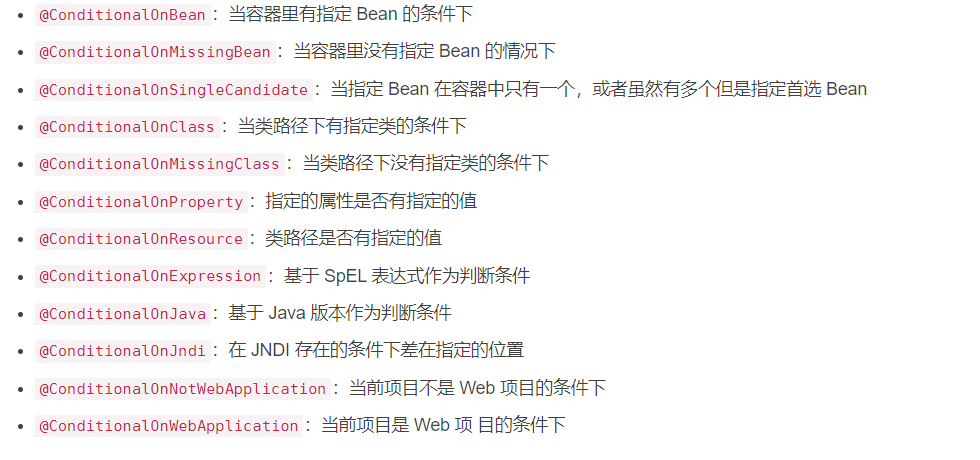 @ConditionalOnBean：当容器里有指定 Bean 的条件下
@ConditionalOnMissingBean：当容器里没有指定 Bean 的情况下
@ConditionalOnSingleCandidate：当指定 Bean 在容器中只有一个，或者虽然有多个但是指定首选 Bean
@ConditionalOnClass：当类路径下有指定类的条件下
@ConditionalOnMissingClass：当类路径下没有指定类的条件下
@ConditionalOnProperty：指定的属性是否有指定的值
@ConditionalOnResource：类路径是否有指定的值
@ConditionalOnExpression：基于 SpEL 表达式作为判断条件
@ConditionalOnJava：基于 Java 版本作为判断条件
@ConditionalOnJndi：在 JNDI 存在的条件下差在指定的位置
@ConditionalOnNotWebApplication：当前项目不是 Web 项目的条件下
@ConditionalOnWebApplication：当前项目是 Web 项 目的条件下